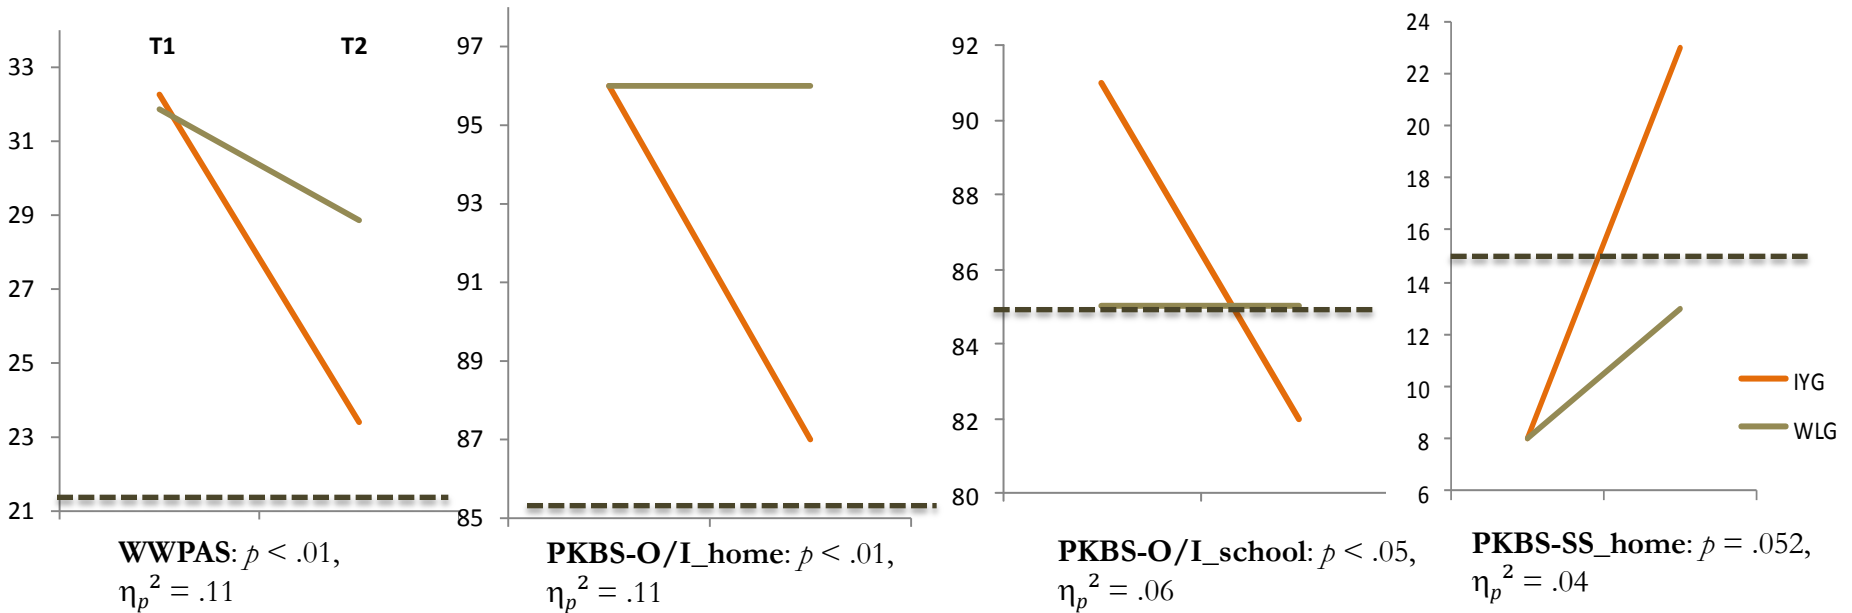 T1 T2
33
31
29
27
25
23
21
WWPAS: p < .01,
ηp² = .11
97
95
93
91
89
87
85
PKBS-O/I_home: p < .01,
ηp² = .11
92
90
88
86
84
82
80
PKBS-O/I_school: p < .05,
ηp² = .06
24
22
20
18
16
14
12
10
8
6
IYG
WLG
PKBS-SS_home: p = .052,
ηp² = .04